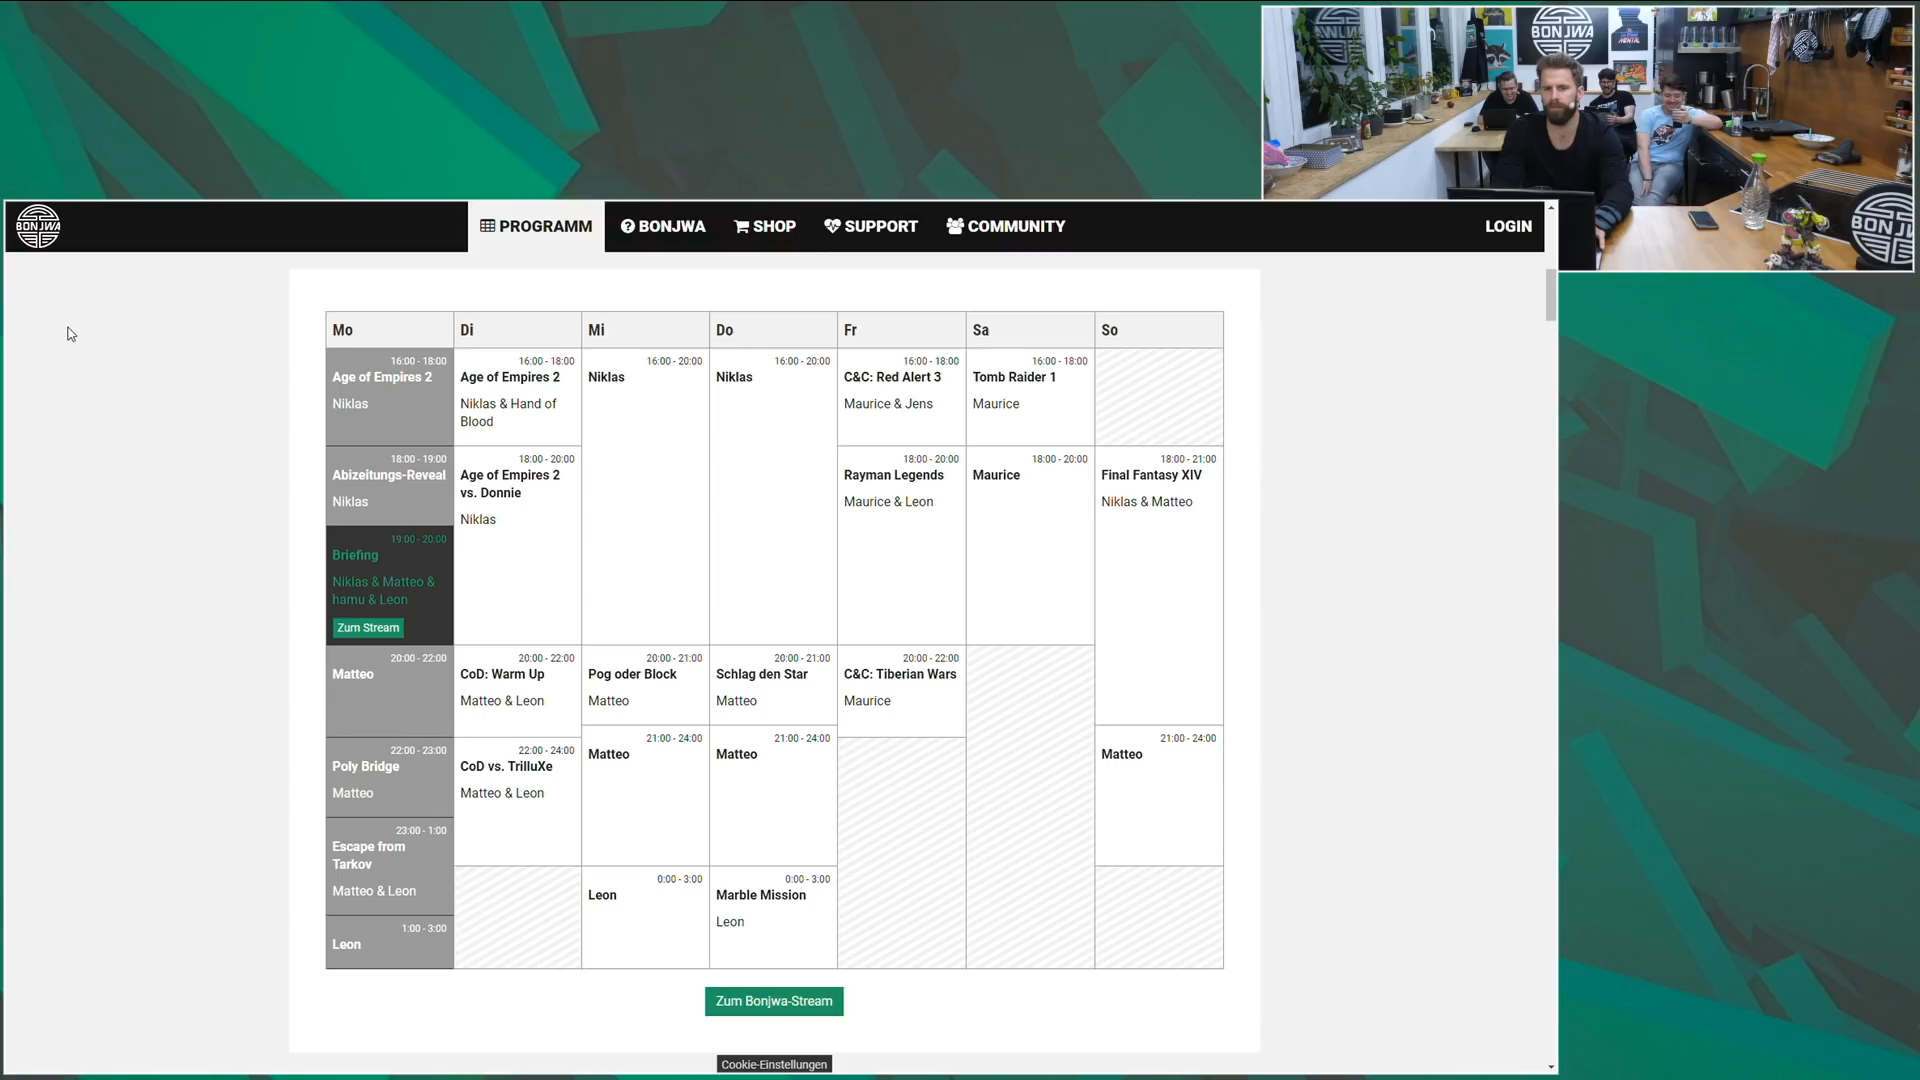 BONJWA
BONJWA
PROGRAMM
BONJWA
SHOP
SUPPORT
COMMUNITY
LOGIN
Mo
Di
Mi
Do
Fr
Sa
So
16:00 - 18:00
Age of Empires 2
Niklas
18:00 - 19:00
Abizeitungs-Reveal
Niklas
19:00 - 20:00
Briefing
Niklas & Matteo &
hamu & Leon
Zum Stream
20:00 - 22:00
Matteo
22:00 - 23:00
Poly Bridge
Matteo
23:00 - 1:00
Escape from
Tarkov
Matteo & Leon
1:00 - 3:00
Leon
16:00 - 18:00
Age of Empires 2
Niklas & Hand of
Blood
18:00 - 20:00
Age of Empires 2
vs. Donnie
Niklas
20:00 - 22:00
CoD: Warm Up
Matteo & Leon
22:00 - 24:00
CoD vs. TrilluXe
Matteo & Leon
16:00 - 20:00
Niklas
20:00 - 21:00
Pog oder Block
Matteo
21:00 - 24:00
Matteo
0:00 - 3:00
Leon
16:00 - 20:00
Niklas
20:00 - 21:00
Schlag den Star
Matteo
21:00 - 24:00
Matteo
0:00 - 3:00
Marble Mission
Leon
16:00 - 18:00
C&C: Red Alert 3
Maurice & Jens
18:00 - 20:00
Rayman Legends
Maurice & Leon
20:00 - 22:00
C&C: Tiberian Wars
Maurice
16:00 - 18:00
Tomb Raider 1
Maurice
18:00 - 20:00
Maurice
18:00 - 21:00
Final Fantasy XIV
Niklas & Matteo
21:00 - 24:00
Matteo
Zum Bonjwa-Stream
Cookie-Einstellungen